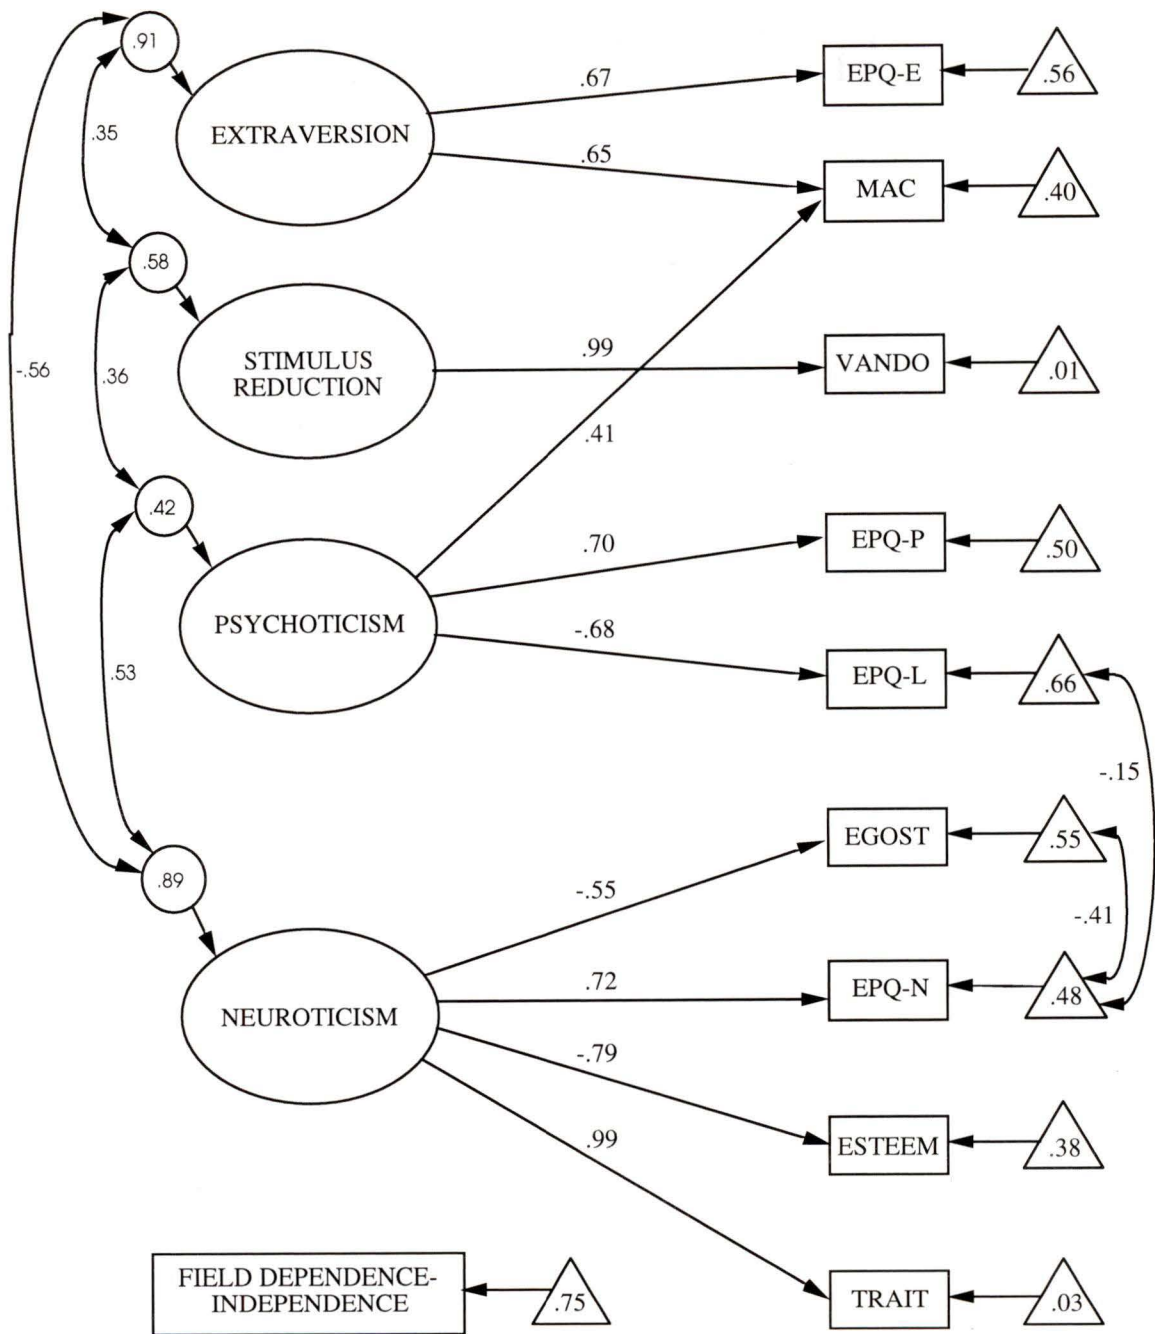 .91
EXTRAVERSION
.67
EPQ-E
.56
.35
.65
MAC
.40
.58
STIMULUS
REDUCTION
.99
VANDO
.01
-.56
.36
.41
.42
PSYCHOTICISM
.70
EPQ-P
.50
-.68
EPQ-L
.66
.53
-.15
.89
-.55
EGOST
.55
-.41
NEUROTICISM
.72
EPQ-N
.48
-.79
ESTEEM
.38
.99
TRAIT
.03
FIELD DEPENDENCE-
INDEPENDENCE
.75